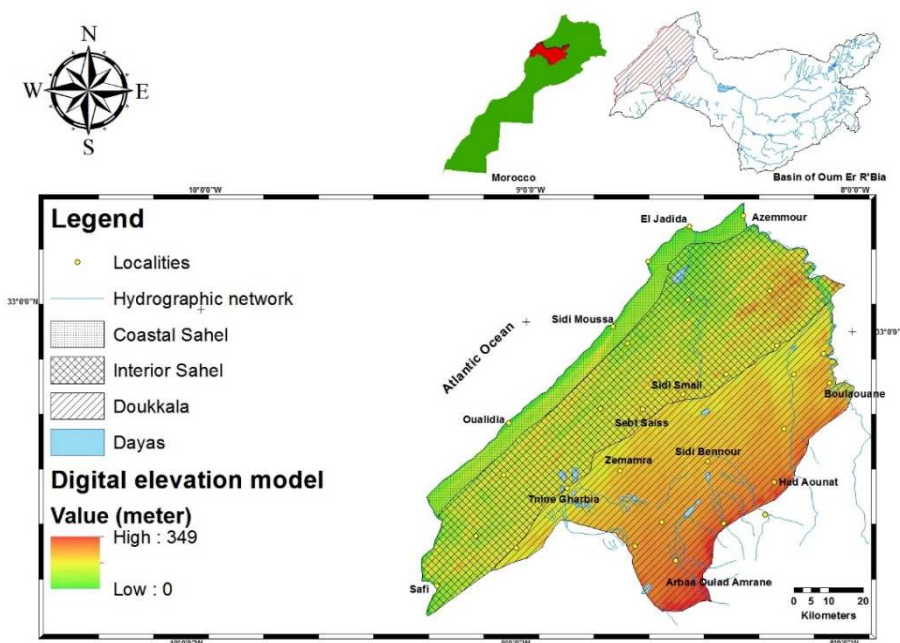 N
W
E
S
Morocco
Basin of Oum Er R'Bia
10°0'0"W
9°0'0"W
8°0'0"W
Legend
Localities
Hydrographic network
Coastal Sahel
Interior Sahel
Doukkala
Dayas
Digital elevation model
Value (meter)
High : 349
Low : 0
33°0'0"N
33°0'0"N
El Jadida
Azemmour
Sidi Moussa
Atlantic Ocean
Oualidia
Sidi Smail
Boulaouane
Sebt Saiss
Zemamra
Sidi Bennour
Tnine Gharbia
Had Aounat
Safi
Arbaa Oulad Amrane
0 5 10 20
Kilometers